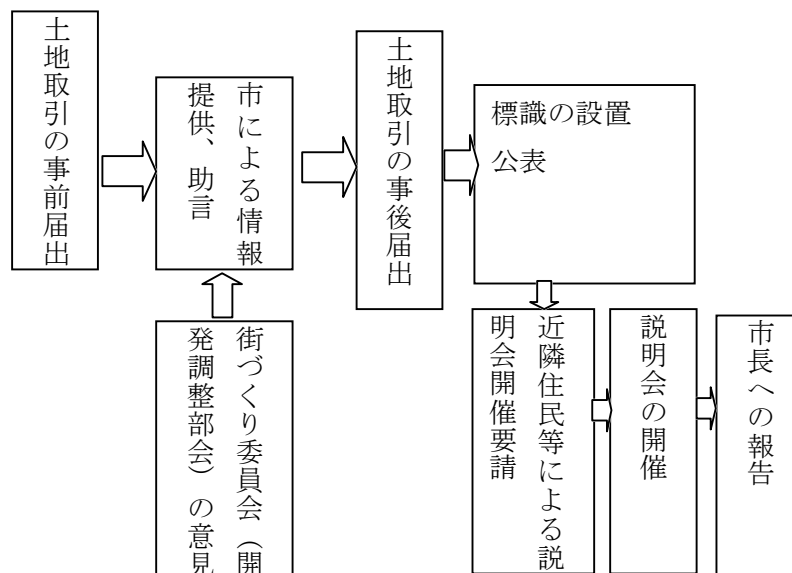 土地取引の事前届出
市による情報
提供、助言
土地取引の事後届出
標識の設置
公表
街づくり委員会（開
発調整部会）の意見
近隣住民等による説
明会開催要請
説明会の開催
市長への報告